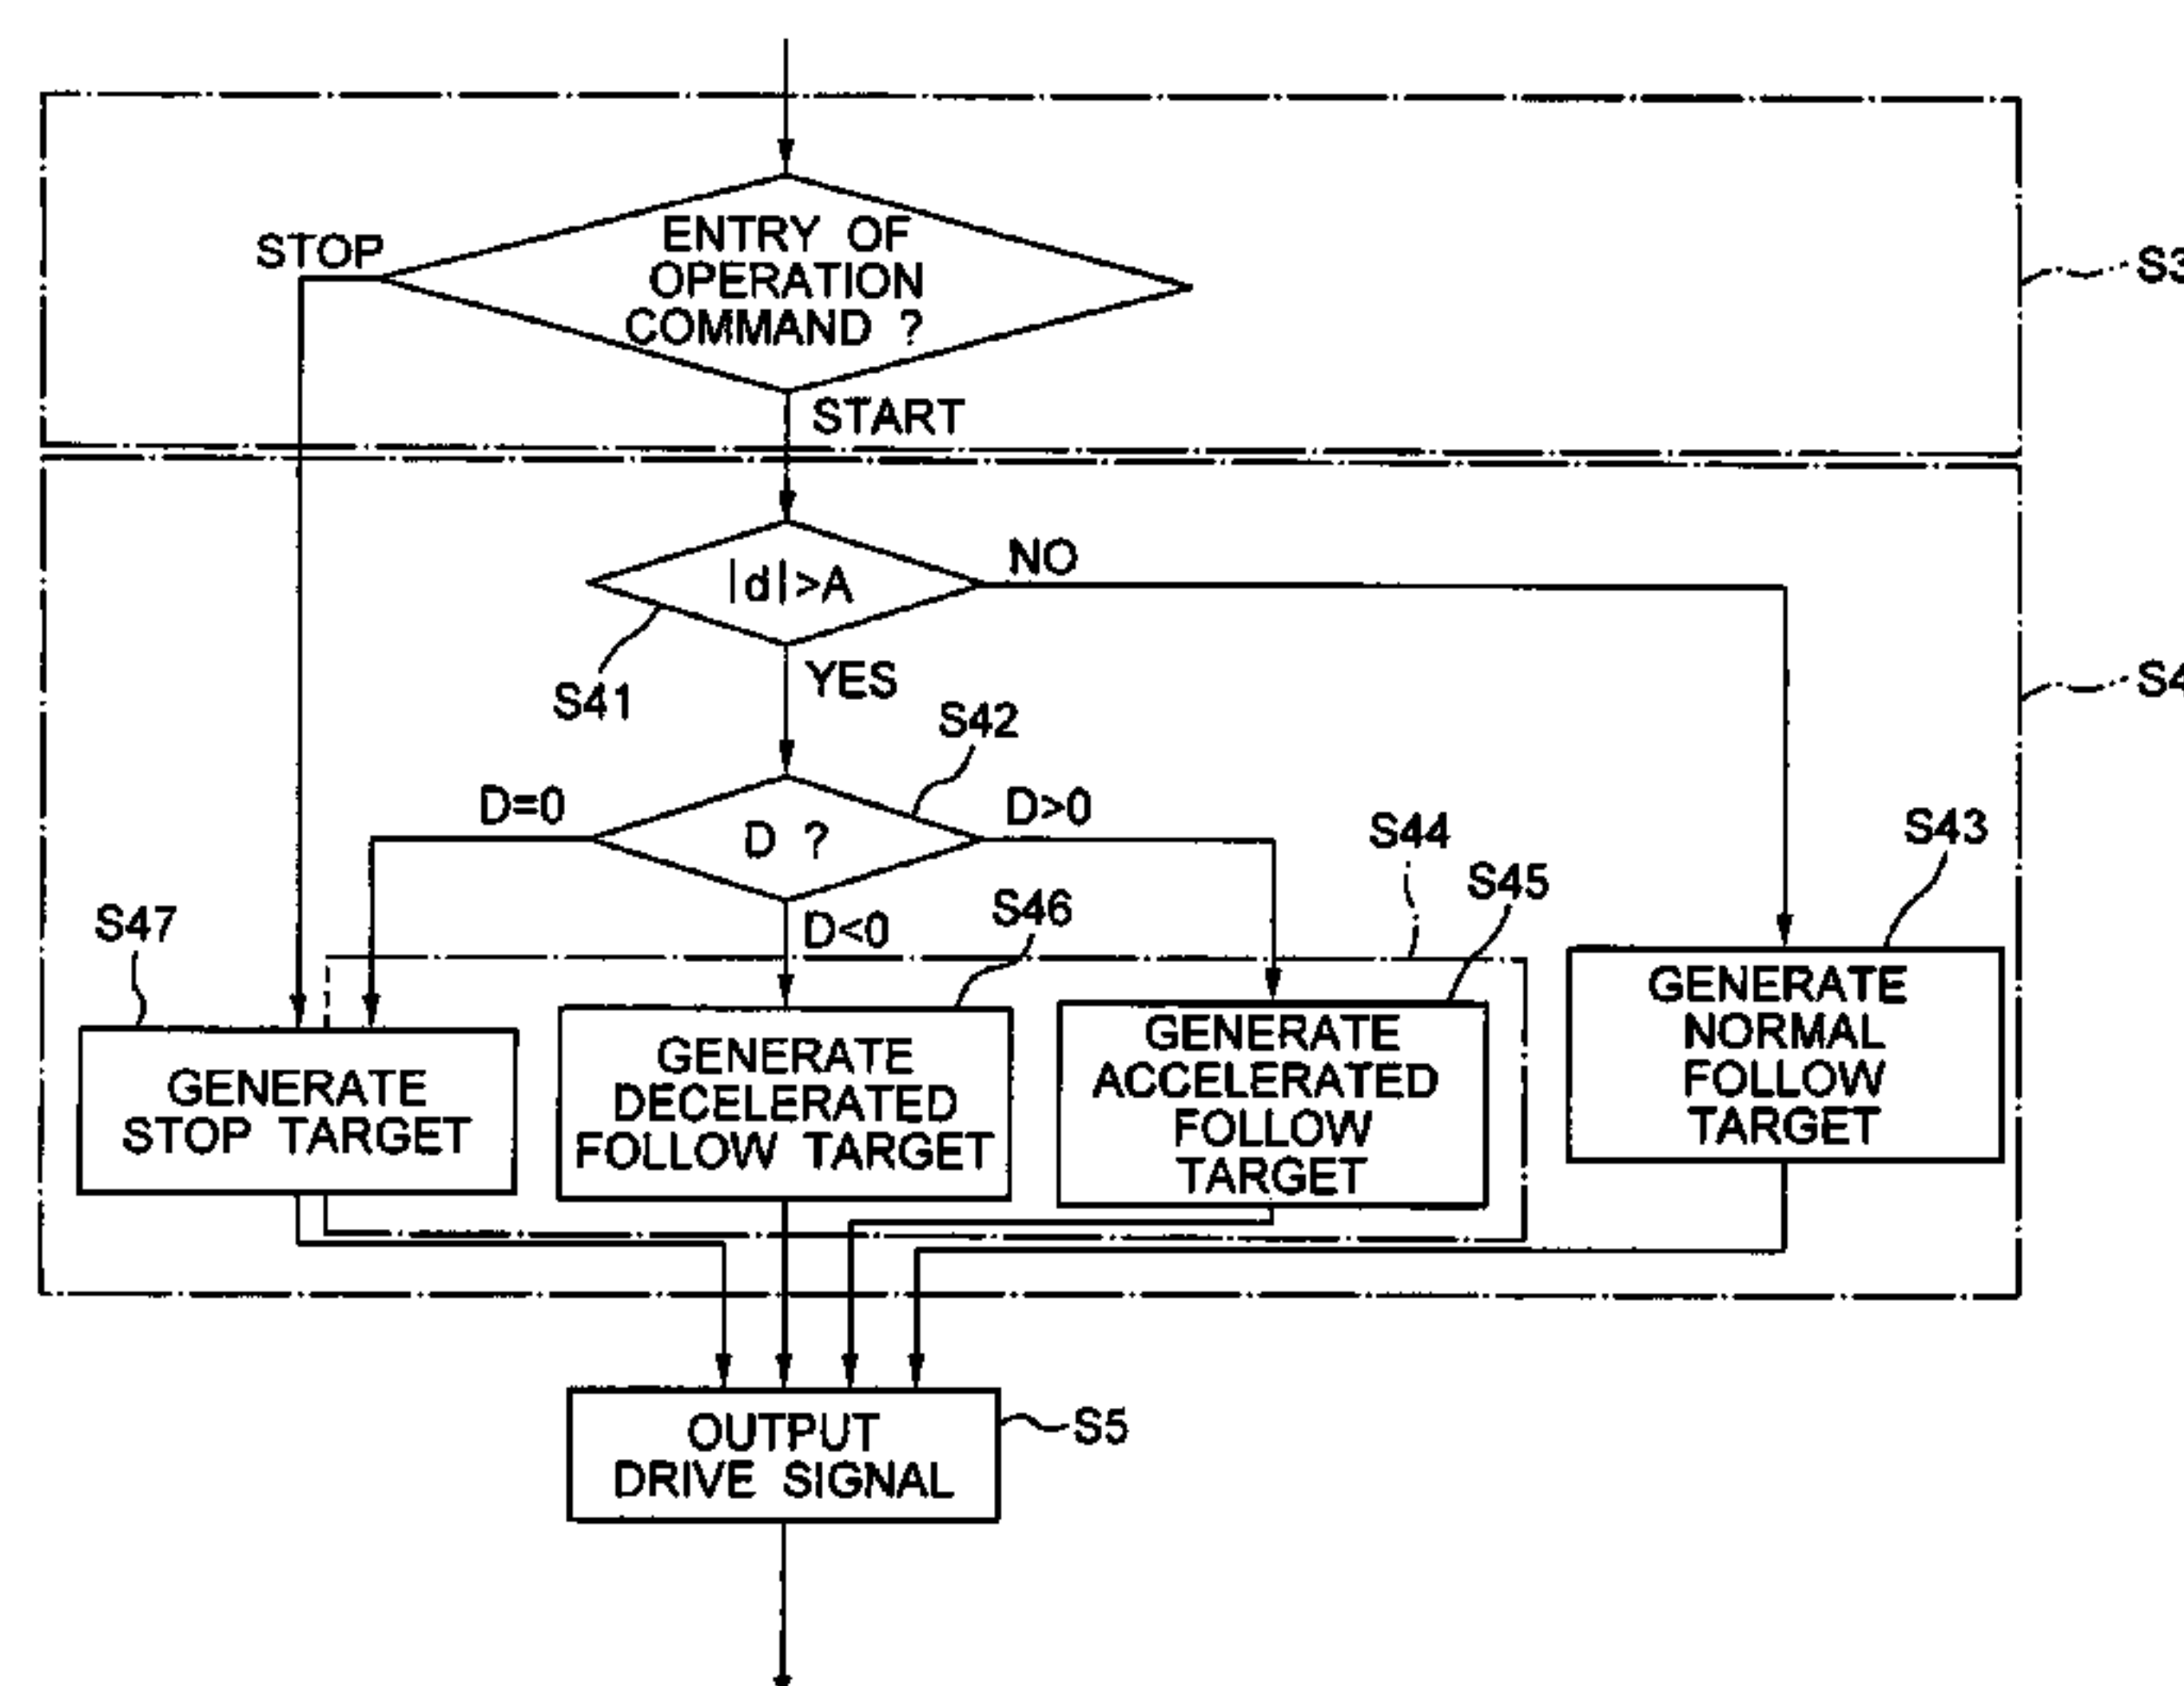 STOP
ENTRY OF
OPERATION
COMMAND ?
S3
START
|d|>A
NO
S41
YES
S4
S42
D=0
D ?
D>0
S44
S43
S45
S47
D<0
S46
GENERATE
STOP TARGET
GENERATE
DECELERATED
FOLLOW TARGET
GENERATE
ACCELERATED
FOLLOW
TARGET
GENERATE
NORMAL
FOLLOW
TARGET
OUTPUT
DRIVE SIGNAL
S5